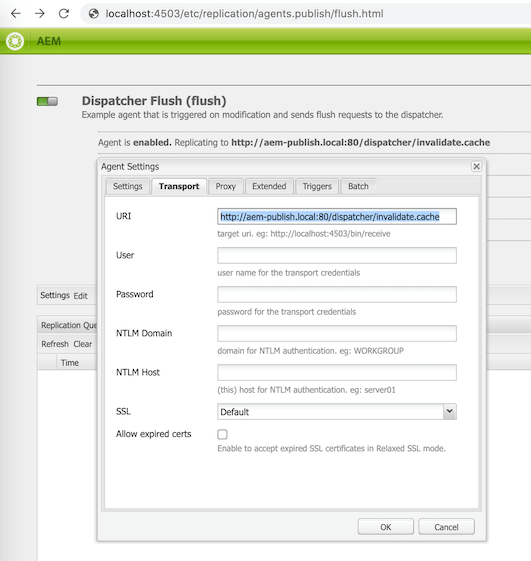 localhost:4503/etc/replication/agents.publish/flush.html
AEM
Dispatcher Flush (flush)
Example agent that is triggered on modification and sends flush requests to the dispatcher.
Agent is enabled. Replicating to http://aem-publish.local:80/dispatcher/invalidate.cache
Agent Settings
Settings Transport Proxy Extended Triggers Batch
URI http://aem-publish.local:80/dispatcher/invalidate.cache
target uri. eg: http://localhost:4503/bin/receive
User
user name for the transport credentials
Settings Edit
Password
password for the transport credentials
Replication Que
NTLM Domain
Refresh Clear
domain for NTLM authentication. eg: WORKGROUP
Time
NTLM Host
(this) host for NTLM authentication. eg: server01
SSL Default
Allow expired certs
Enable to accept expired SSL certificates in Relaxed SSL mode.
OK Cancel